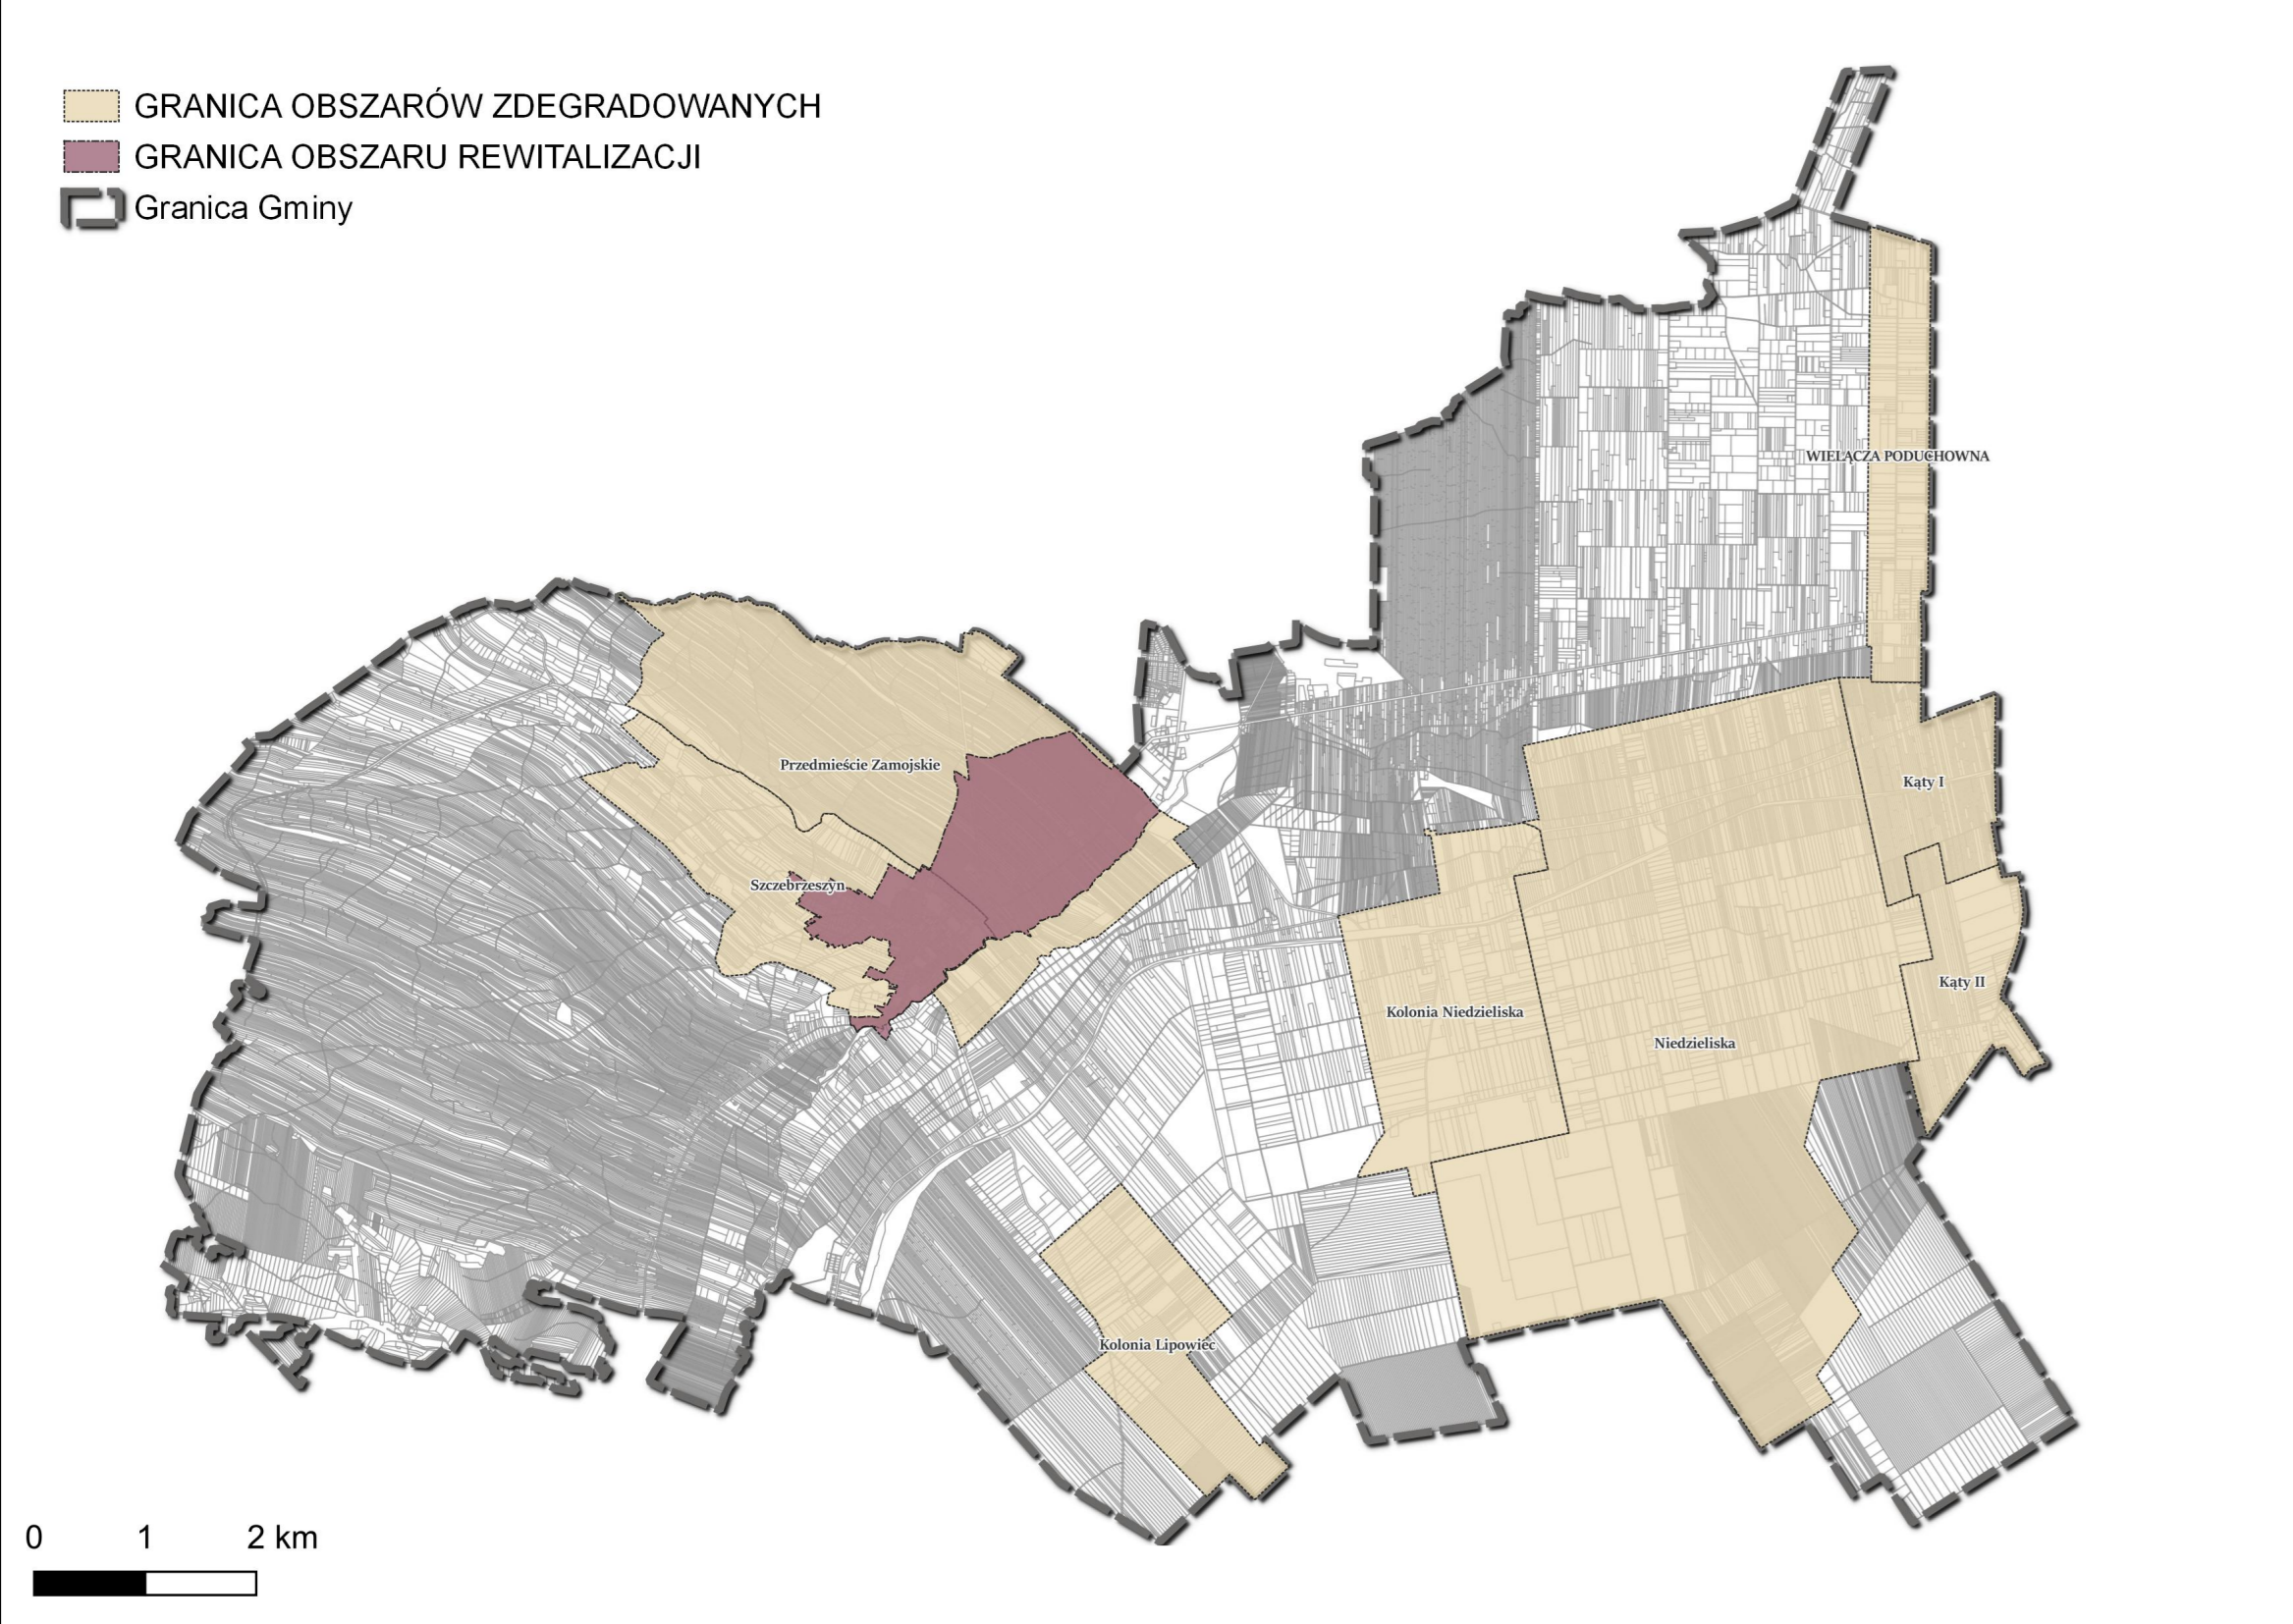 GRANICA OBSZARÓW ZDEGRADOWANYCH
GRANICA OBSZARU REWITALIZACJI
Granica Gminy
WIELĄCZA PODUCHOWNA
Przedmieście Zamojskie
Kąty I
Szczebrzeszyn
Kąty II
Kolonia Niedzieliska
Niedzieliska
Kolonia Lipowiec
0 1 2 km